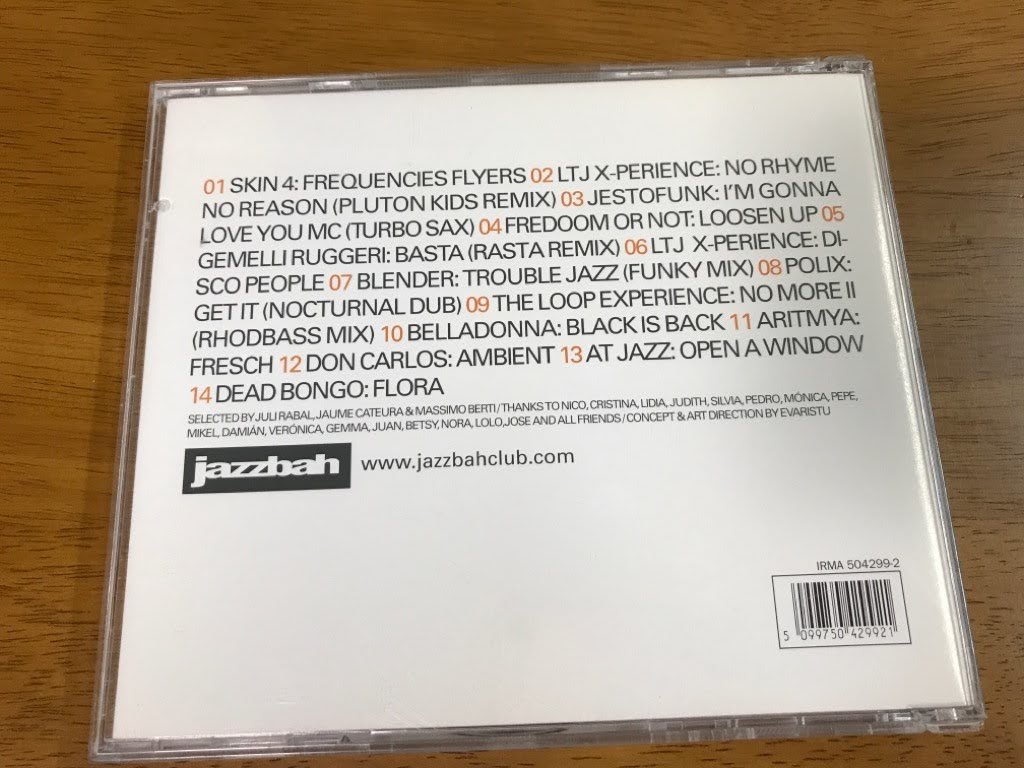 01 SKIN 4: FREQUENCIES FLYERS 02 LTJ X-PERIENCE: NO RHYME
NO REASON (PLUTON KIDS REMIX) 03 JESTOFUNK: I'M GONNA
LOVE YOU MC (TURBO SAX) 04 FREDOOM OR NOT: LOOSEN UP 05
GEMELLI RUGGERI: BASTA (RASTA REMIX) 06 LTJ X-PERIENCE: DI-
SCO PEOPLE 07 BLENDER: TROUBLE JAZZ (FUNKY MIX) 08 POLIX:
GET IT (NOCTURNAL DUB) 09 THE LOOP EXPERIENCE: NO MORE II
(RHODBASS MIX) 10 BELLADONNA: BLACK IS BACK 11 ARITMYA:
FRESCH 12 DON CARLOS: AMBIENT 13 AT JAZZ: OPEN A WINDOW
14 DEAD BONGO: FLORA
SELECTED BY JULI RABAL, JAUME CATEURA & MASSIMO BERTI / THANKS TO NICO, CRISTINA, LIDIA, JUDITH, SILVIA, PEDRO, MÓNICA, PEPE,
MIKEL, DAMIÁN, VERÓNICA, GEMMA, JUAN, BETSY, NORA, LOLO, JOSE AND ALL FRIENDS / CONCEPT & ART DIRECTION BY EVARISTU
jazzbah www.jazzbahclub.com
IRMA 504299-2
5 099750 429921